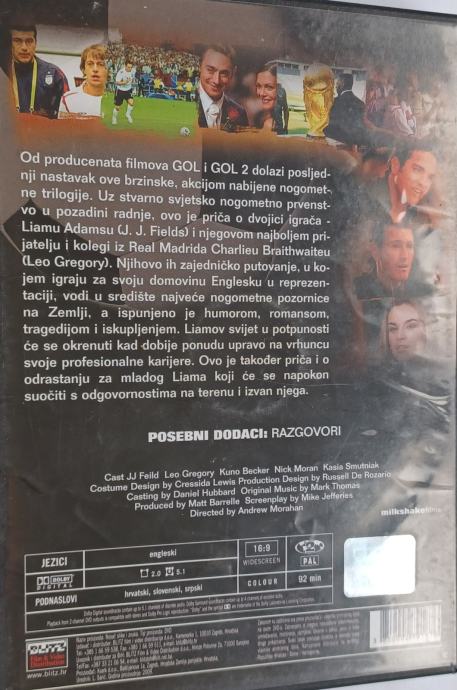 Od producenata filmova GOL i GOL 2 dolazi posljed-
nji nastavak ove brzinske, akcijom nabijene nogomet-
ne trilogije. Uz stvarno svjetsko nogometno prvenst-
vo u pozadini radnje, ovo je priča o dvojici igrača -
Liamu Adamsu (J. J. Fields) i njegovom najboljem pri-
jatelju i kolegi iz Real Madrida Charlieu Braithwaiteu
(Leo Gregory). Njihovo ih zajedničko putovanje, u ko-
jem igraju za svoju domovinu Englesku u reprezen-
taciji, vodi u središte najveće nogometne pozornice
na Zemlji, a ispunjeno je humorom, romansom,
tragedijom i iskupljenjem. Liamov svijet u potpunosti
će se okrenuti kad dobije ponudu upravo na vrhuncu
svoje profesionalne karijere. Ovo je također priča i o
odrastanju za mladog Liama koji će se napokon
suočiti s odgovornostima na terenu i izvan njega.
POSEBNI DODACI: RAZGOVORI
Cast JJ Feild Leo Gregory Kuno Becker Nick Moran Kasia Smutniak
Costume Design by Cressida Lewis Production Design by Russell De Rozario
Casting by Daniel Hubbard Original Music by Mark Thomas
Produced by Matt Barrelle Screenplay by Mike Jefferies
Directed by Andrew Morahan
milkshake
JEZICI engleski
DOLBY DIGITAL 2.0 5.1
PODNASLOVI hrvatski, slovenski, srpski
16:9
WIDESCREEN
PAL
COLOUR 92 min
BLITZ
Film & Video
Distribution
www.blitz.hr